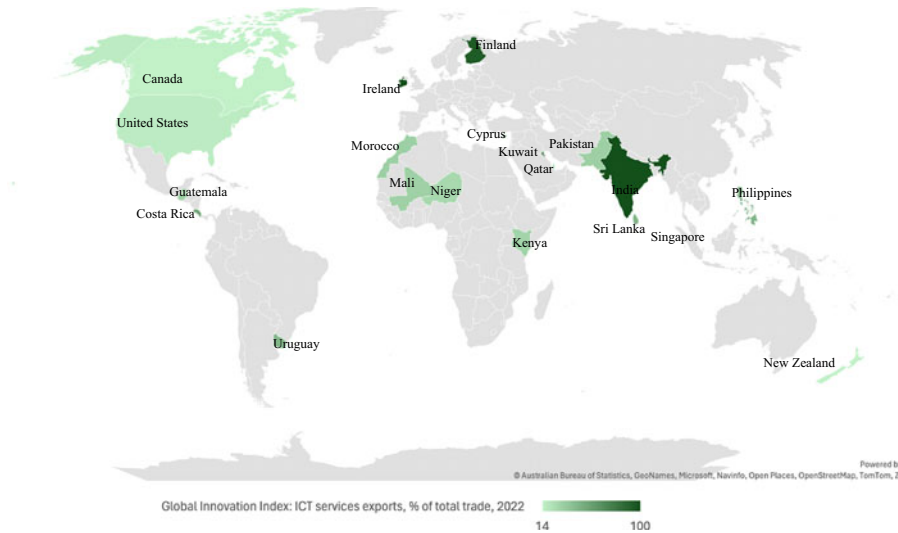 Finland
Canada
Ireland
United States
Cyprus
Morocco
Pakistan
Kuwait
Qatar
Mali
Niger
India
Guatemala
Philippines
Costa Rica
Sri Lanka
Singapore
Kenya
Uruguay
New Zealand
Powered b
© Australian Bureau of Statistics, GeoNames, Microsoft, Navinfo, Open Places, OpenStreetMap, TomTom, Z
Global Innovation Index: ICT services exports, % of total trade, 2022
14 100